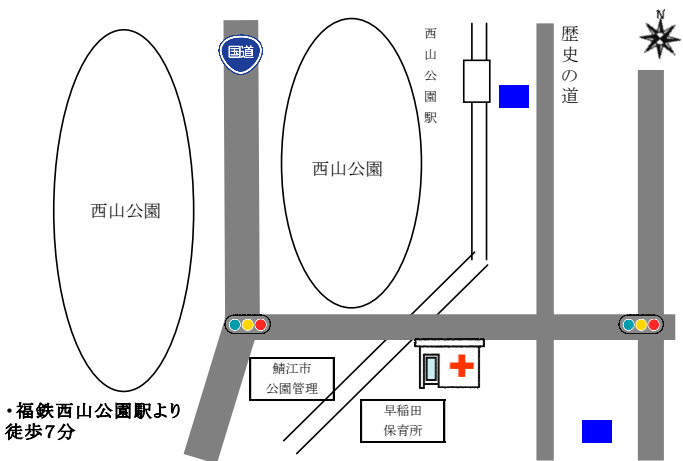 N
国道
西山公園駅
歴史の道
西山公園
西山公園
鯖江市
公園管理
早稲田
保育所
・福鉄西山公園駅より
徒歩7分